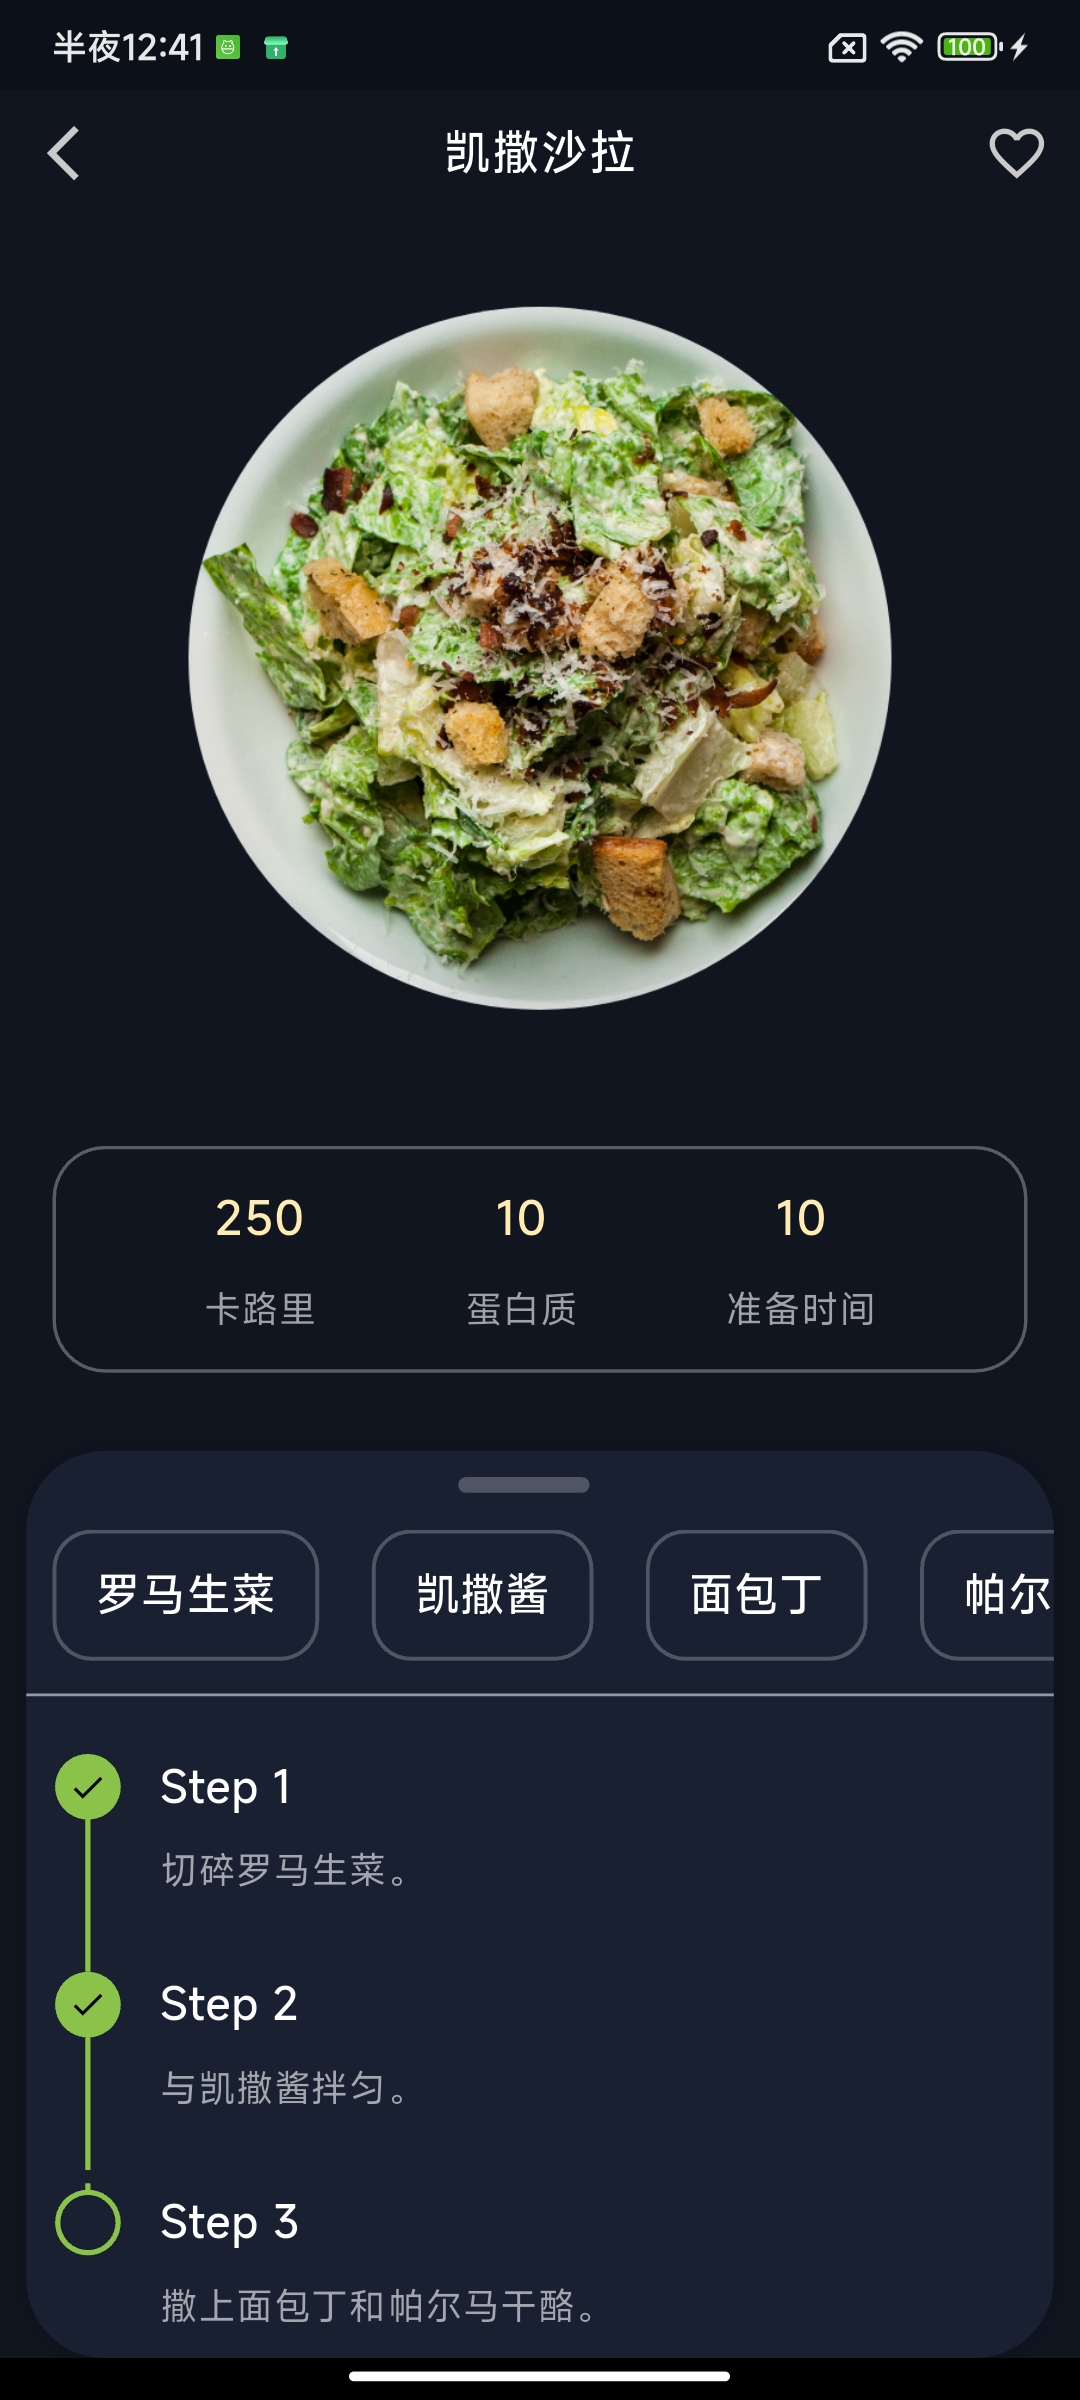 半夜12:41
100
凯撒沙拉
250
10
10
卡路里
蛋白质
准备时间
罗马生菜
凯撒酱
面包丁
帕尔
Step 1
切碎罗马生菜。
Step 2
与凯撒酱拌匀。
Step 3
撒上面包丁和帕尔马干酪。